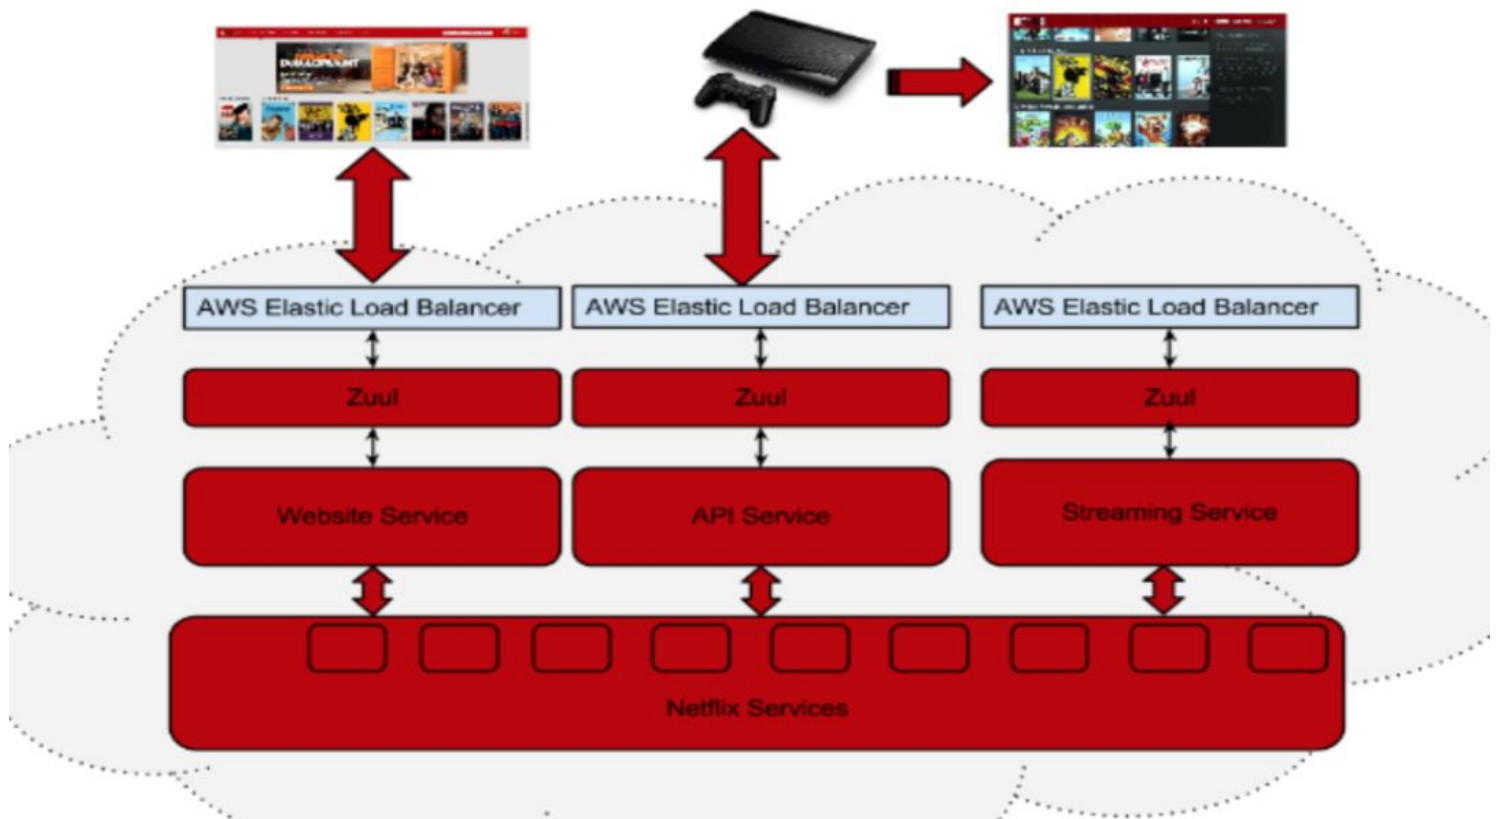 AWS Elastic Load Balancer
AWS Elastic Load Balancer
AWS Elastic Load Balancer
Zuul
Zuul
Zuul
Website Service
API Service
Streaming Service
Netflix Services